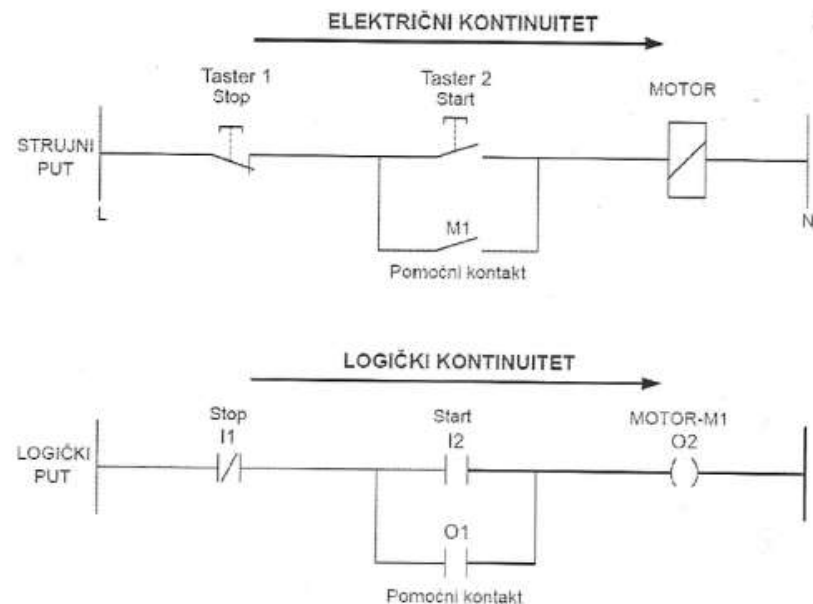 ELEKTRIČNI KONTINUITET
Taster 1
Stop
Taster 2
Start
MOTOR
STRUJNI
PUT
L
N
M1
Pomoćni kontakt
LOGIČKI KONTINUITET
Stop
I1
Start
I2
MOTOR-M1
O2
LOGIČKI
PUT
O1
Pomoćni kontakt